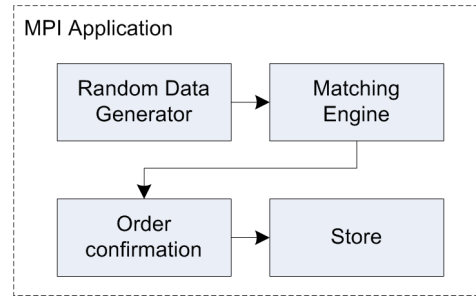 MPI Application
Random Data
Generator
Matching
Engine
Order
confirmation
Store